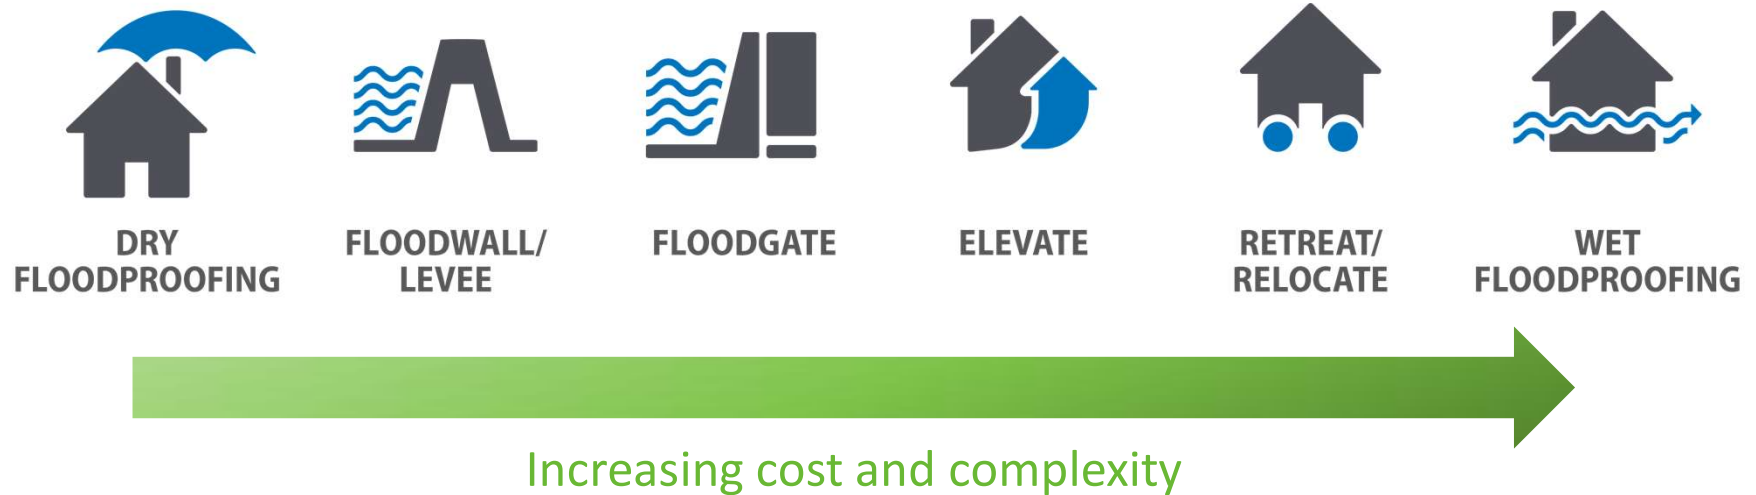 DRY
FLOODPROOFING
FLOODWALL/
LEVEE
FLOODGATE
ELEVATE
RETREAT/
RELOCATE
WET
FLOODPROOFING
Increasing cost and complexity